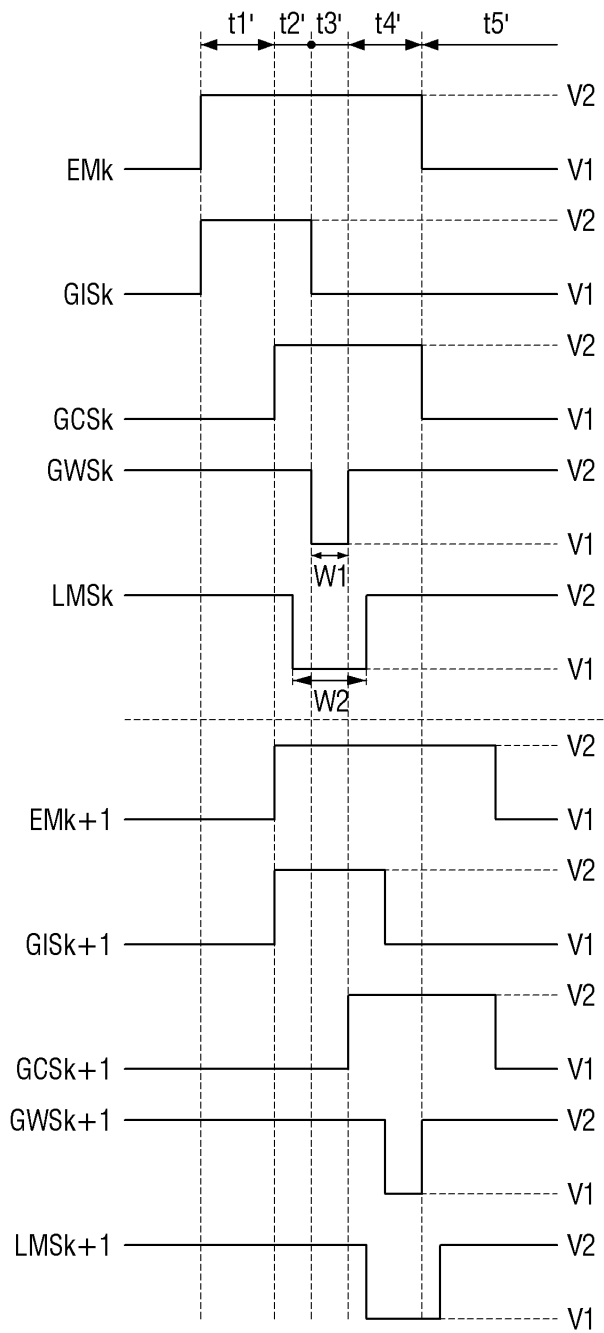 t1' t2' t3' t4' t5'
V2
EMk V1
V2
GISk V1
V2
GCSk V1
GWSk V2
V1
W1
LMSk V2
V1
W2
V2
EMk+1 V1
V2
GISk+1 V1
V2
GCSk+1 V1
GWSk+1 V2
V1
LMSk+1 V2
V1